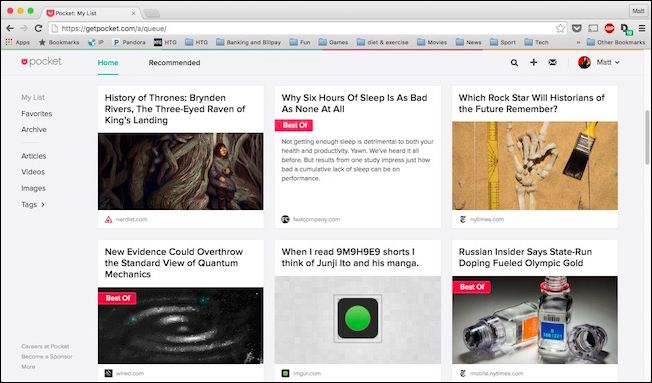 Pocket: My List
Matt
https://getpocket.com/a/queue/
Apps
Bookmarks
IP
Pandora
HTG
HTG
Banking and Billpay
Fun
Games
diet & exercise
Movies
News
Sport
Tech
»
Other Bookmarks
pocket
Home
Recommended
Matt
My List
Favorites
Archive
Articles
Videos
Images
Tags
History of Thrones: Brynden
Rivers, The Three-Eyed Raven of
King's Landing
nerdist.com
Why Six Hours Of Sleep Is As Bad
As None At All
Best Of
Not getting enough sleep is detrimental to both your
health and productivity. Yawn. We've heard it all
before. But results from one study impress just how
bad a cumulative lack of sleep can be on
performance.
fastcompany.com
Which Rock Star Will Historians of
the Future Remember?
nytimes.com
New Evidence Could Overthrow
the Standard View of Quantum
Mechanics
Best Of
wired.com
When I read 9M9H9E9 shorts I
think of Junji Ito and his manga.
imgur.com
Russian Insider Says State-Run
Doping Fueled Olympic Gold
Best Of
mobile.nytimes.com
Careers at Pocket
Become a Sponsor
More